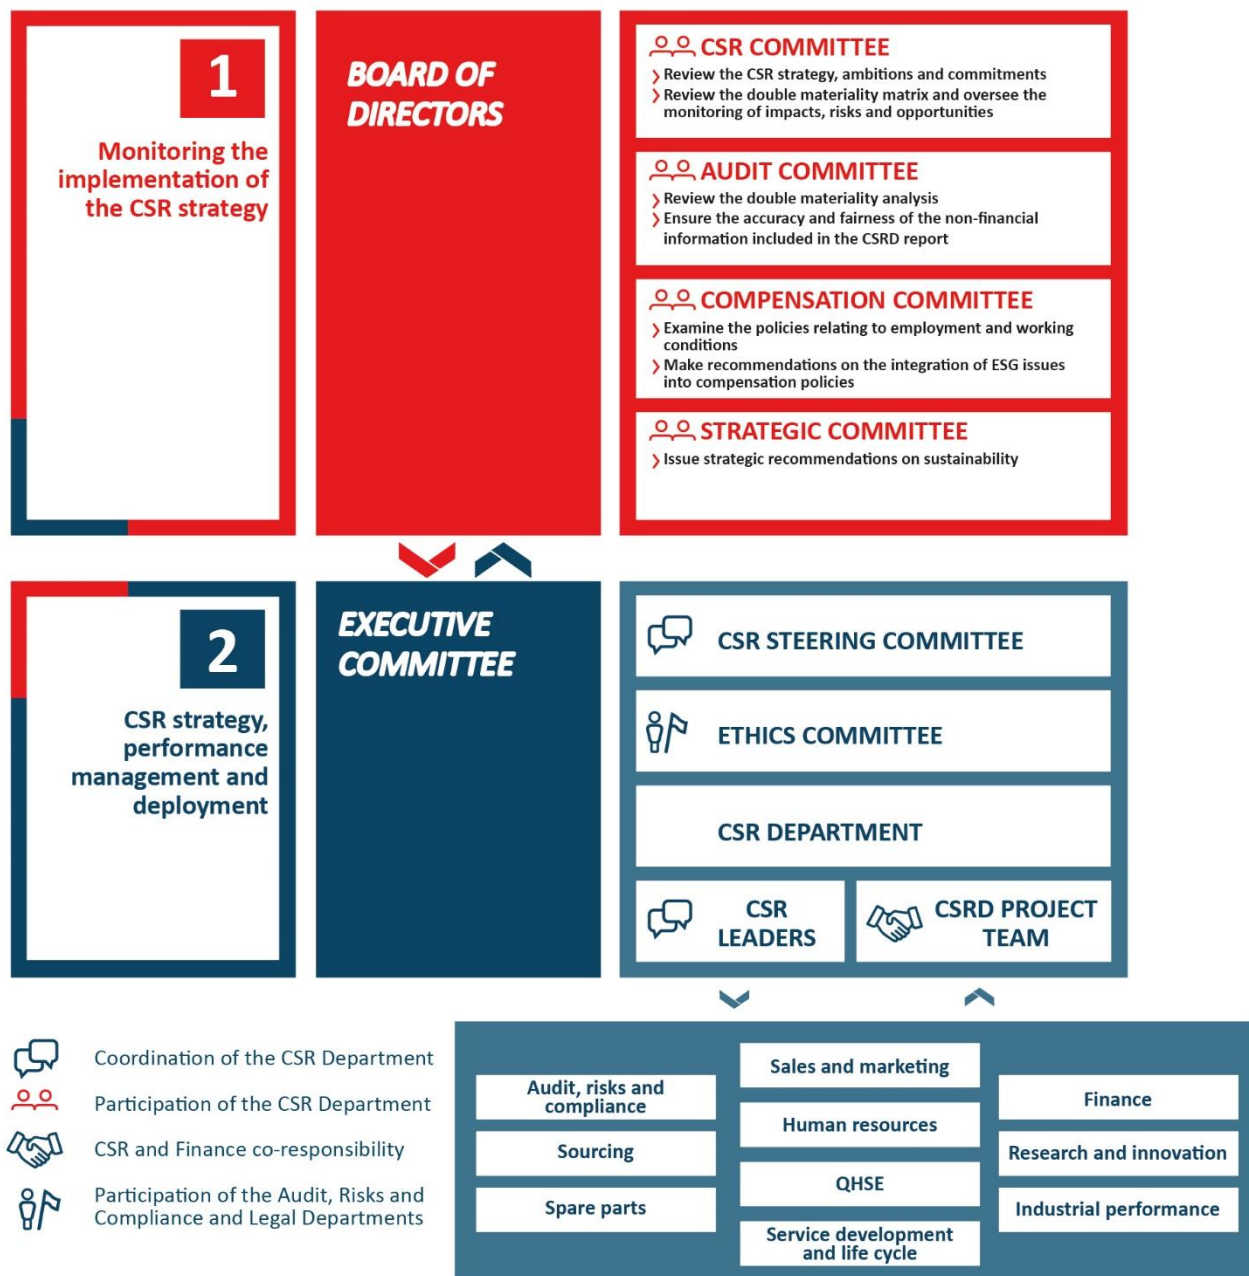 1
Monitoring the
implementation of
the CSR strategy
BOARD OF
DIRECTORS
CSR COMMITTEE
Review the CSR strategy, ambitions and commitments
Review the double materiality matrix and oversee the
monitoring of impacts, risks and opportunities
AUDIT COMMITTEE
Review the double materiality analysis
Ensure the accuracy and fairness of the non-financial
information included in the CSRD report
COMPENSATION COMMITTEE
Examine the policies relating to employment and working
conditions
Make recommendations on the integration of ESG issues
into compensation policies
STRATEGIC COMMITTEE
Issue strategic recommendations on sustainability
2
CSR strategy,
performance
management and
deployment
EXECUTIVE
COMMITTEE
CSR STEERING COMMITTEE
ETHICS COMMITTEE
CSR DEPARTMENT
CSR
LEADERS
CSRD PROJECT
TEAM
Coordination of the CSR Department
Participation of the CSR Department
CSR and Finance co-responsibility
Participation of the Audit, Risks and
Compliance and Legal Departments
Audit, risks and
compliance
Sourcing
Spare parts
Sales and marketing
Human resources
QHSE
Service development
and life cycle
Finance
Research and innovation
Industrial performance